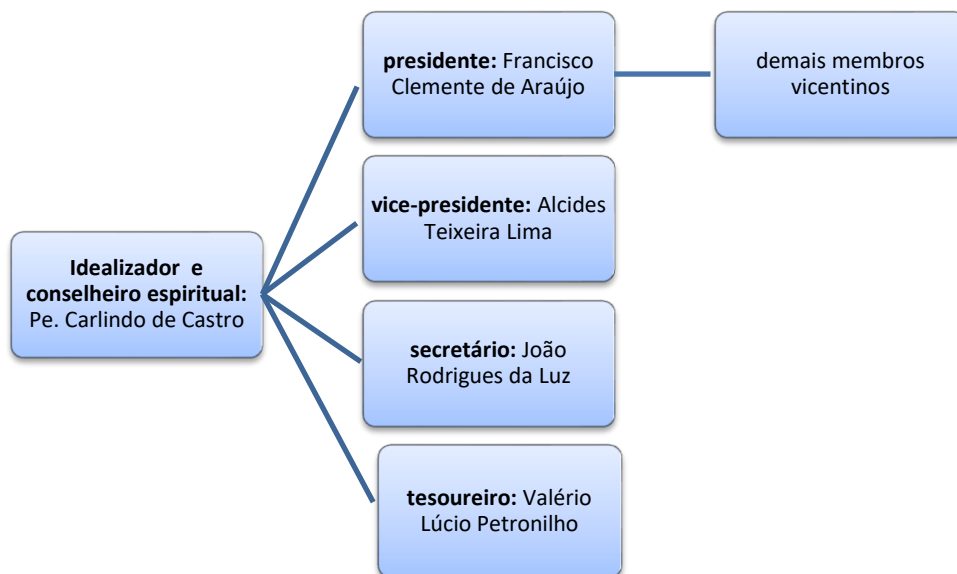 Idealizador e
conselheiro espiritual:
Pe. Carlindo de Castro
presidente: Francisco
Clemente de Araújo
demais membros
vicentinos
vice-presidente: Alcides
Teixeira Lima
secretário: João
Rodrigues da Luz
tesoureiro: Valério
Lúcio Petronilho